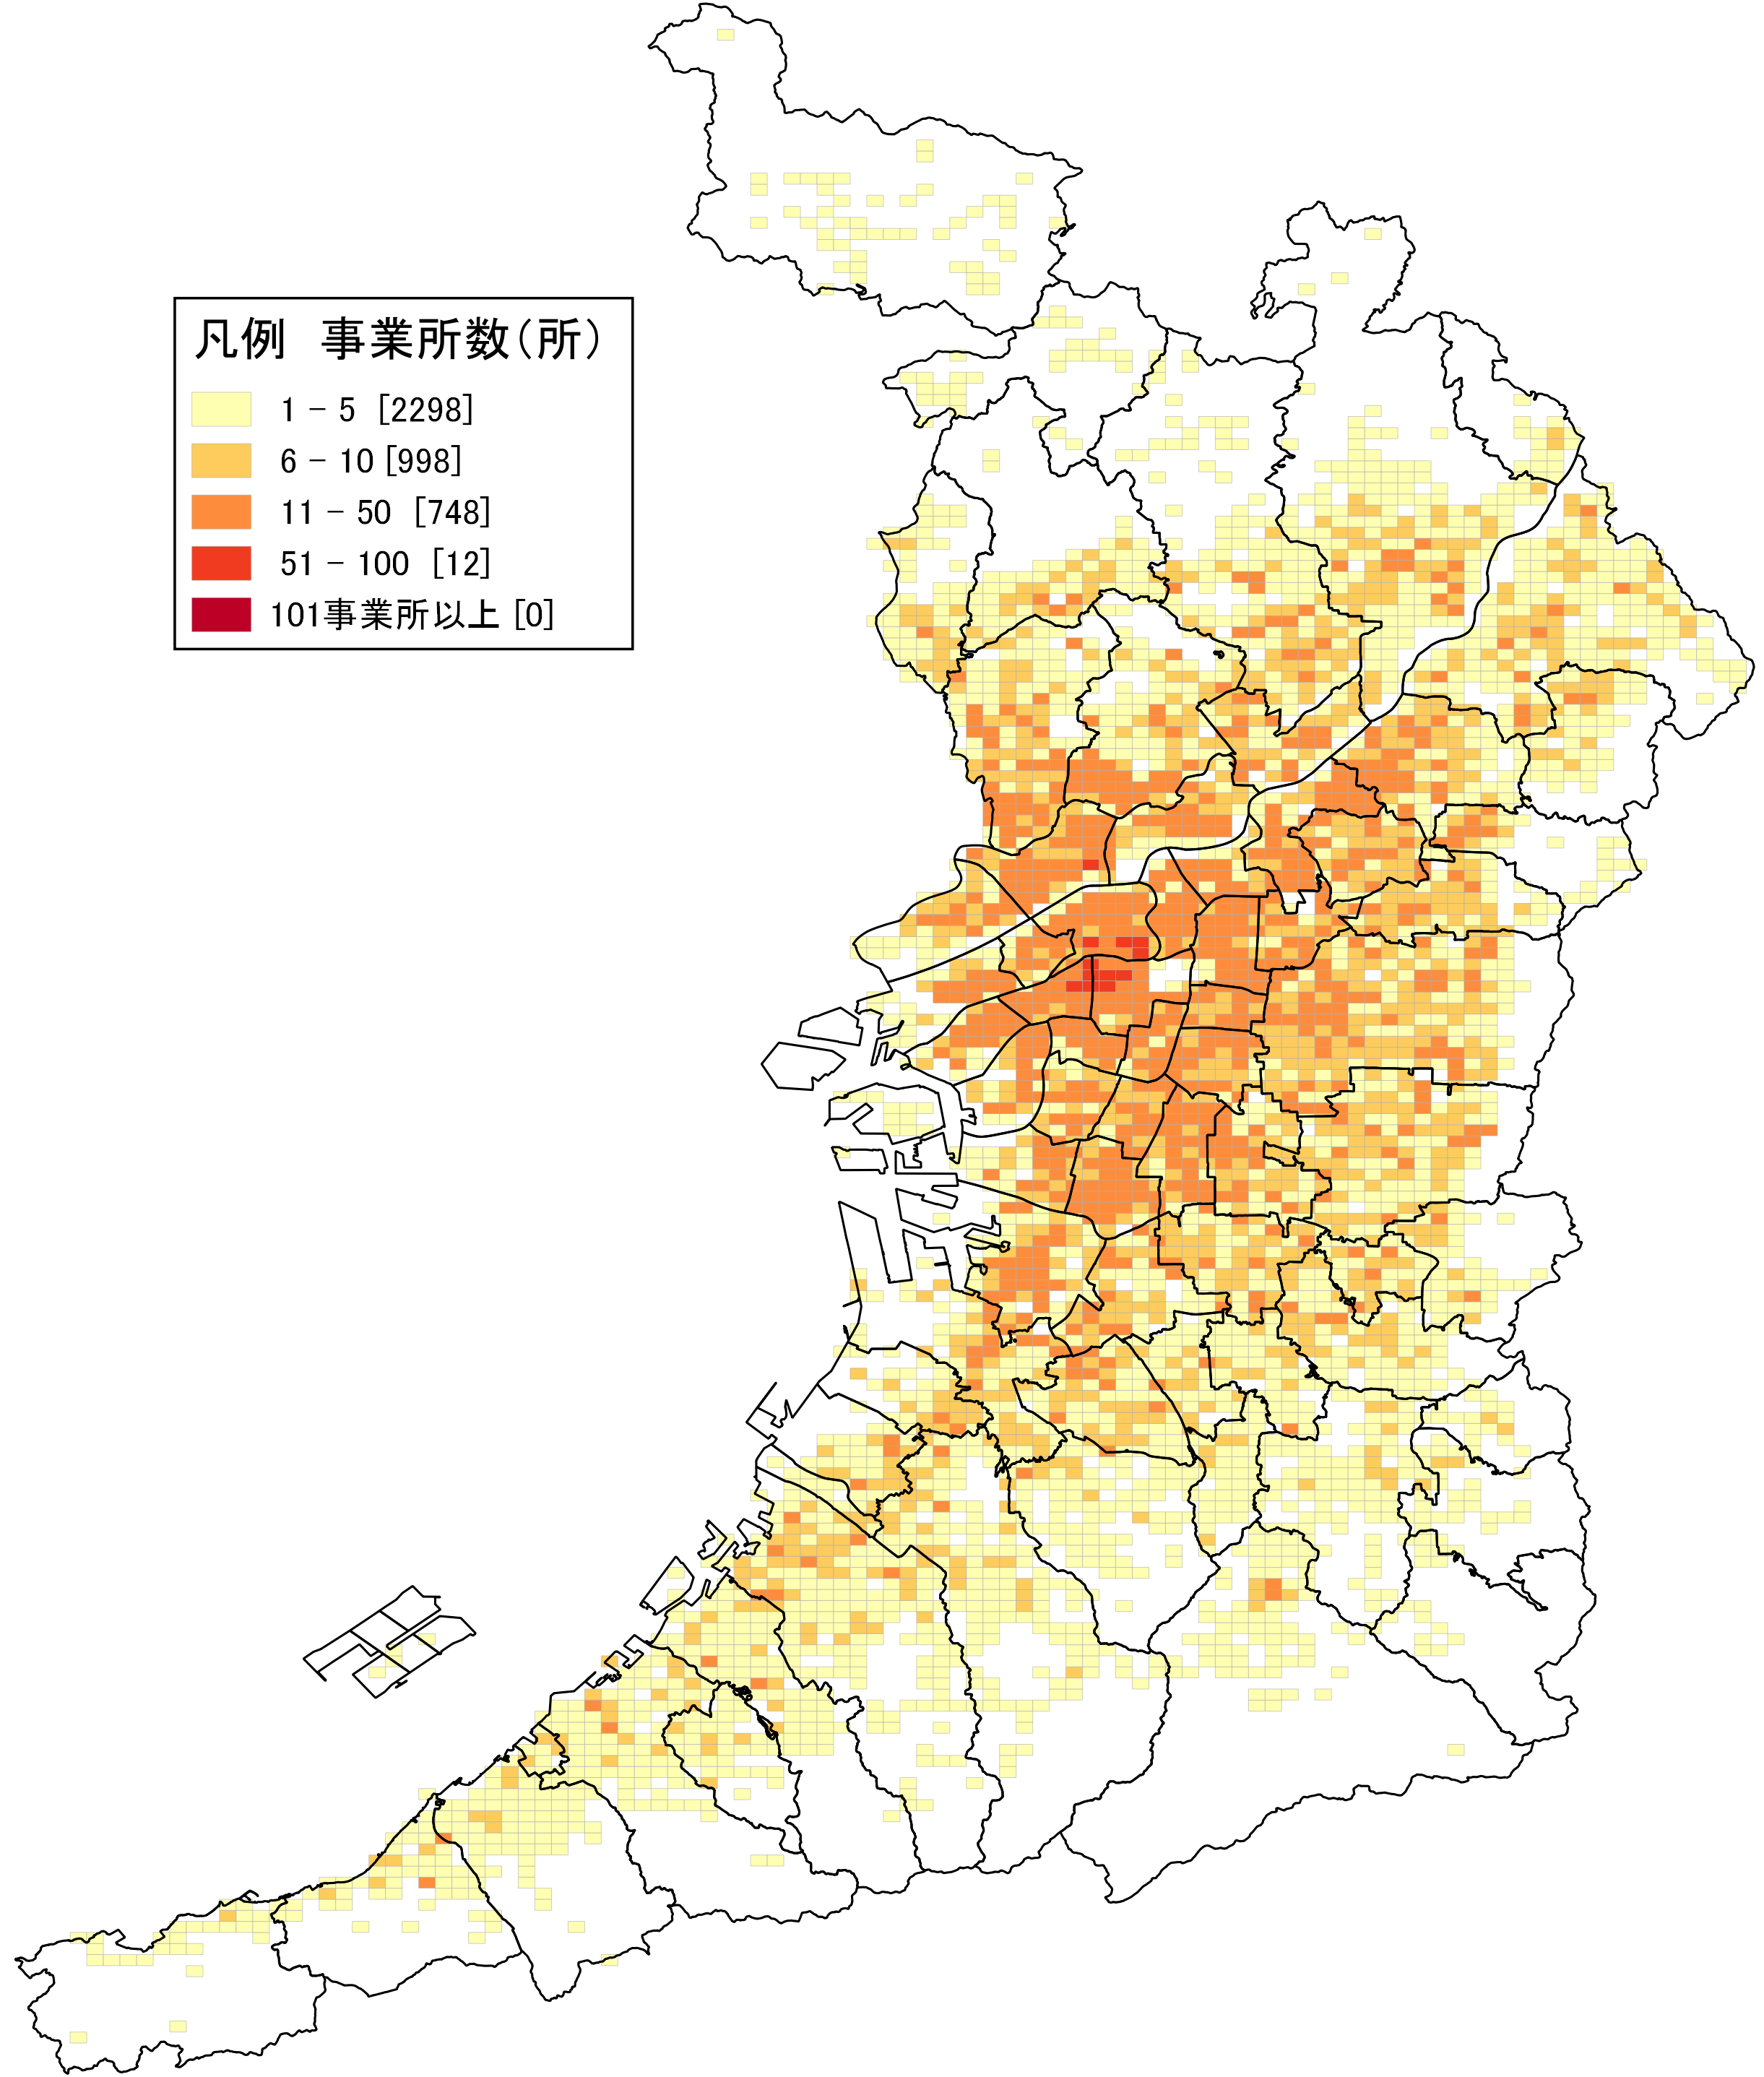 凡例　事業所数（所）
1 － 5 [2298]
6 － 10 [998]
11 － 50 [748]
51 － 100 [12]
101事業所以上 [0]